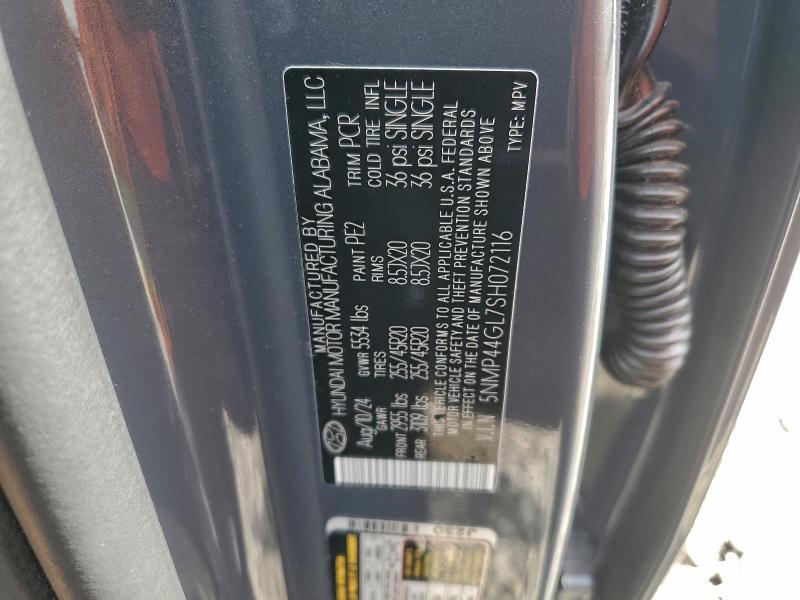 MANUFACTURED BY
HYUNDAI MOTOR MANUFACTURING ALABAMA, LLC
Aug/10/24 GVWR 5534 lbs PAINT PE2 TRIM PCR
GAWR TIRES RIMS COLD TIRE INFL
FRONT 2955 lbs 255/45R20 8.5JX20 36 psi SINGLE
REAR 3109 lbs 255/45R20 8.5JX20 36 psi SINGLE
THIS VEHICLE CONFORMS TO ALL APPLICABLE U.S.A. FEDERAL
MOTOR VEHICLE SAFETY AND THEFT PREVENTION STANDARDS
IN EFFECT ON THE DATE OF MANUFACTURE SHOWN ABOVE
V.I.N 5NMP44GL7SH072116 TYPE: MPV
J230